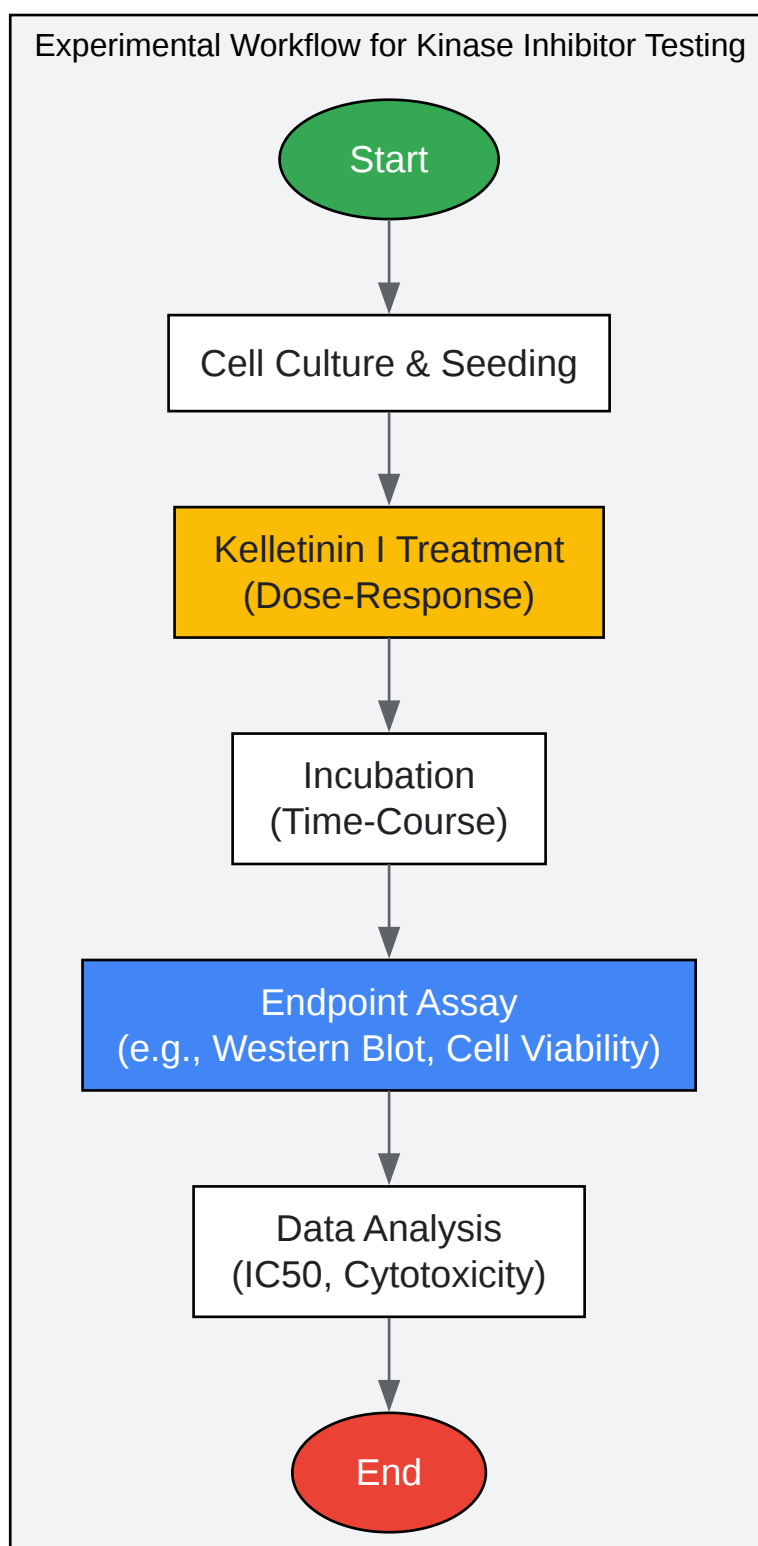 Experimental Workflow for Kinase Inhibitor Testing
Start
Cell Culture & Seeding
Kelletinin I Treatment
(Dose-Response)
Incubation
(Time-Course)
Endpoint Assay
(e.g., Western Blot, Cell Viability)
Data Analysis
(IC50, Cytotoxicity)
End